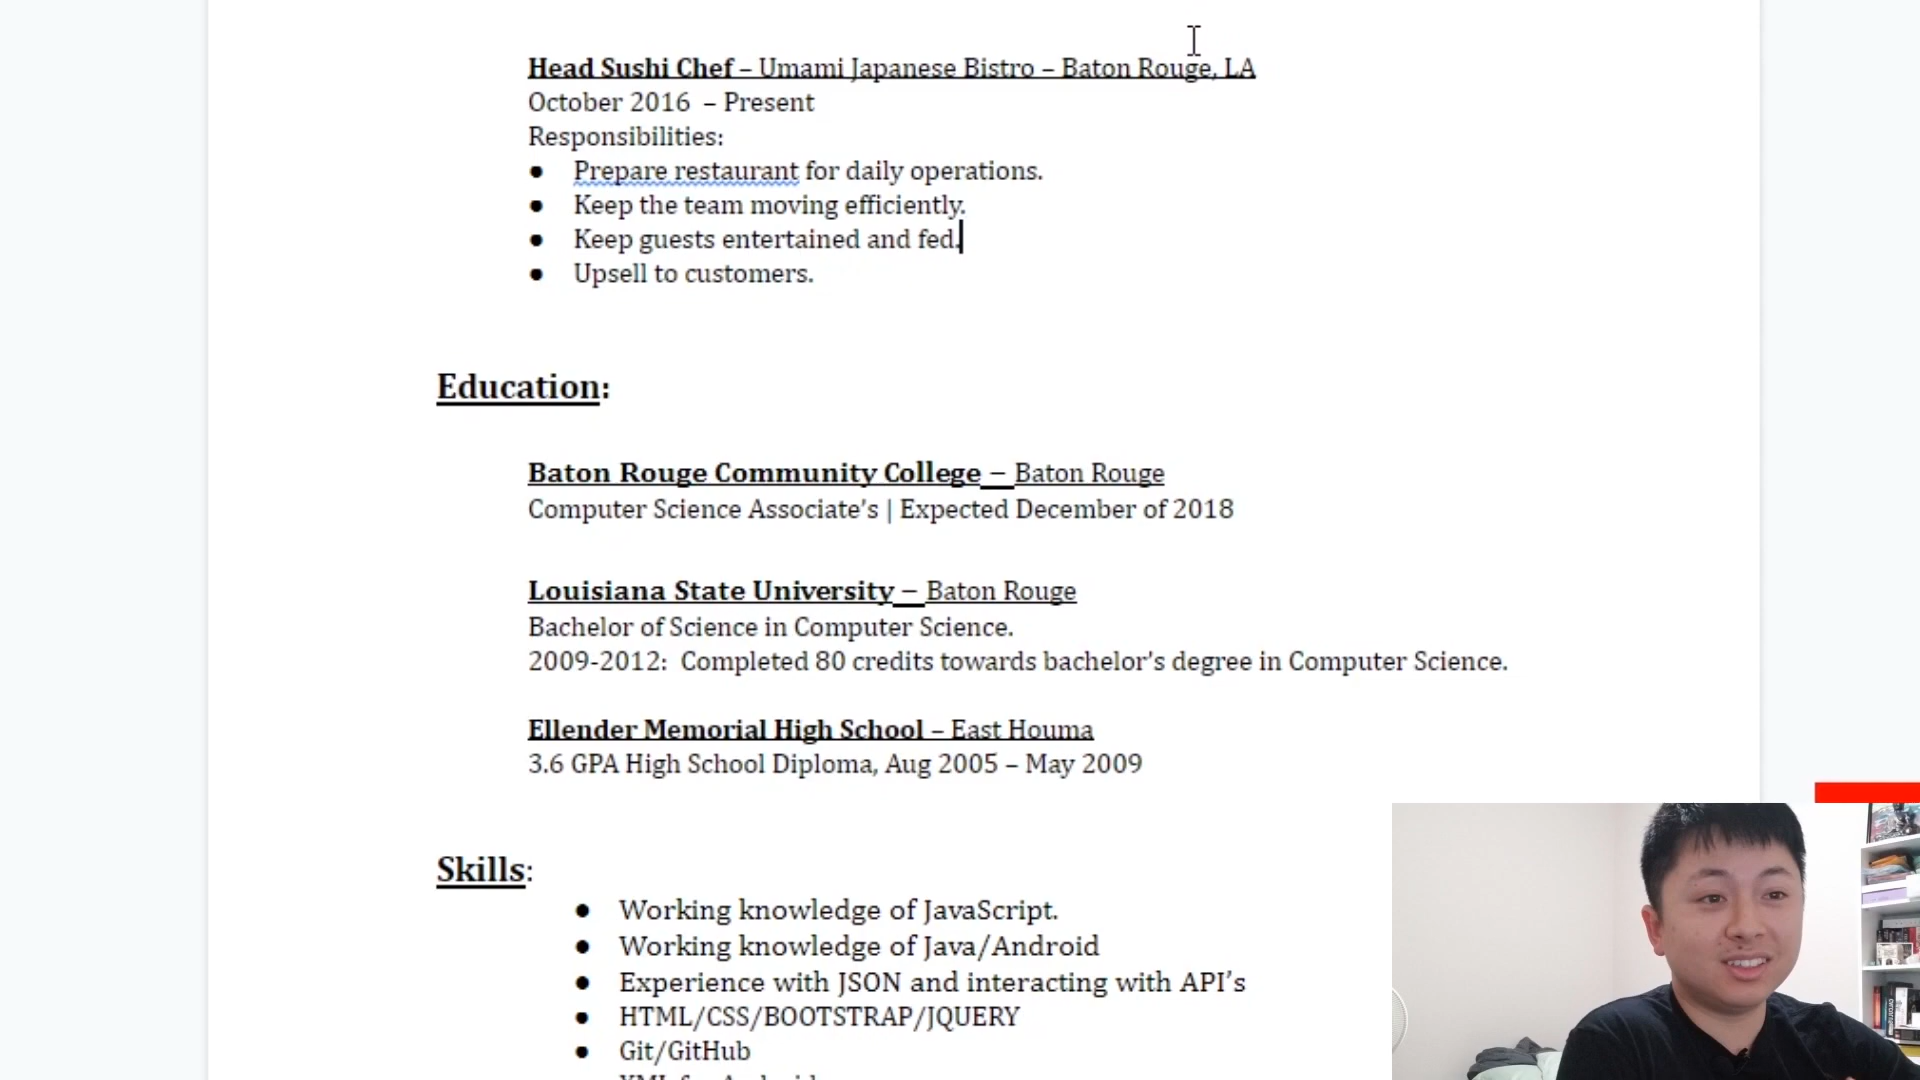 Head Sushi Chef – Umami Japanese Bistro – Baton Rouge, LA
October 2016 – Present
Responsibilities:
● Prepare restaurant for daily operations.
● Keep the team moving efficiently.
● Keep guests entertained and fed.
● Upsell to customers.
Education:
Baton Rouge Community College – Baton Rouge
Computer Science Associate’s | Expected December of 2018
Louisiana State University – Baton Rouge
Bachelor of Science in Computer Science.
2009-2012: Completed 80 credits towards bachelor’s degree in Computer Science.
Ellender Memorial High School – East Houma
3.6 GPA High School Diploma, Aug 2005 – May 2009
Skills:
● Working knowledge of JavaScript.
● Working knowledge of Java/Android
● Experience with JSON and interacting with API’s
● HTML/CSS/BOOTSTRAP/JQUERY
● Git/GitHub